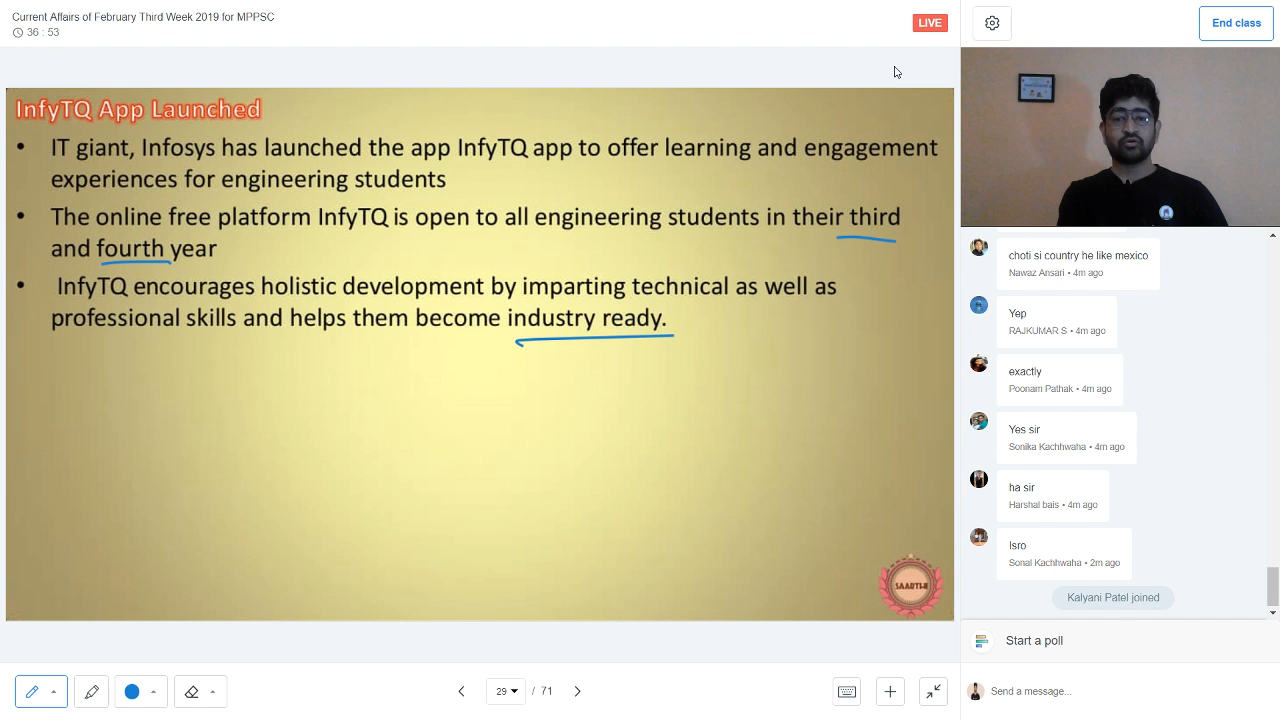 Current Affairs of February Third Week 2019 for MPPSC
36 : 53
LIVE
End class
InfyTQ App Launched
• IT giant, Infosys has launched the app InfyTQ app to offer learning and engagement
experiences for engineering students
• The online free platform InfyTQ is open to all engineering students in their third
and fourth year
• InfyTQ encourages holistic development by imparting technical as well as
professional skills and helps them become industry ready.
SAARTHI
choti si country he like mexico
Nawaz Ansari • 4m ago
Yep
RAJKUMAR S • 4m ago
exactly
Poonam Pathak • 4m ago
Yes sir
Sonika Kachhwaha • 4m ago
ha sir
Harshal bais • 4m ago
Isro
Sonal Kachhwaha • 2m ago
Kalyani Patel joined
Start a poll
Send a message...
29 / 71